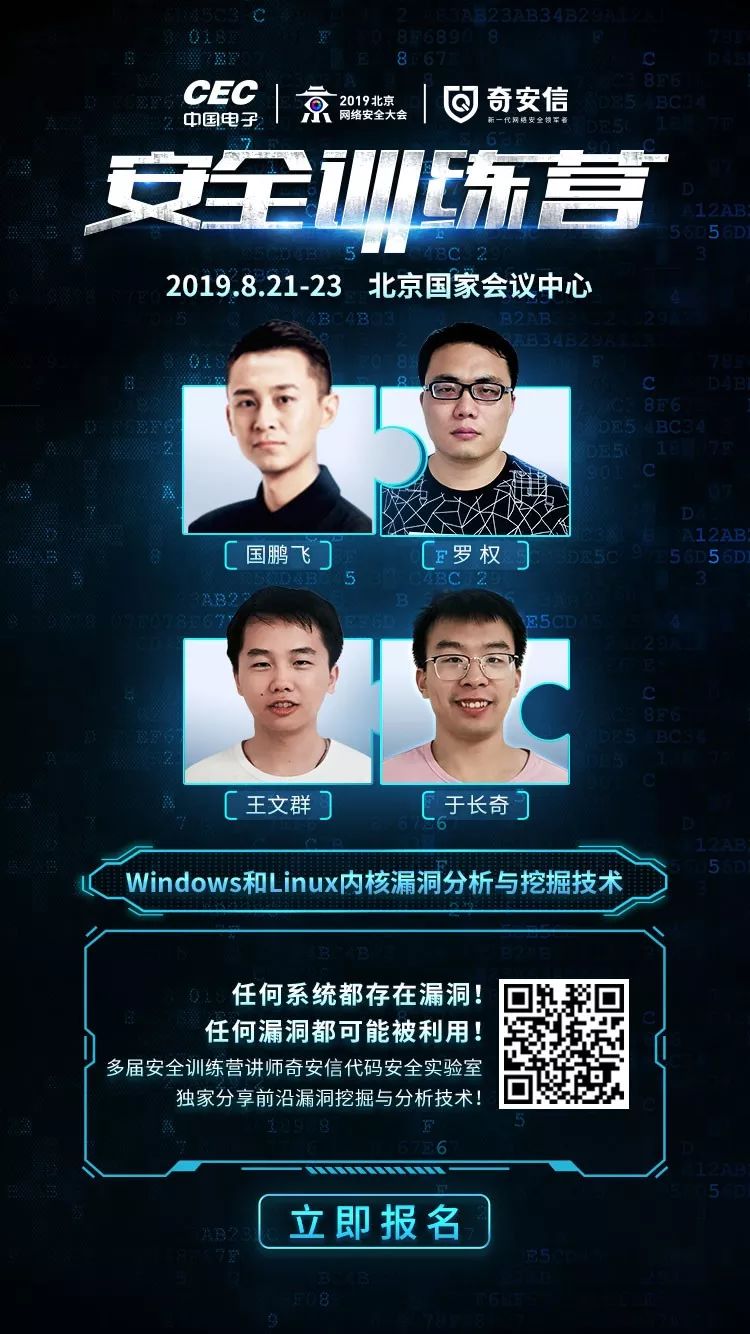 CEC
中国电子
2019北京
网络安全大会
奇安信
新一代网络安全领军者
安全训练营
2019.8.21-23 北京国家会议中心
国鹏飞
罗权
王文群
于长奇
Windows和Linux内核漏洞分析与挖掘技术
任何系统都存在漏洞！
任何漏洞都可能被利用！
多届安全训练营讲师奇安信代码安全实验室
独家分享前沿漏洞挖掘与分析技术！
立即报名